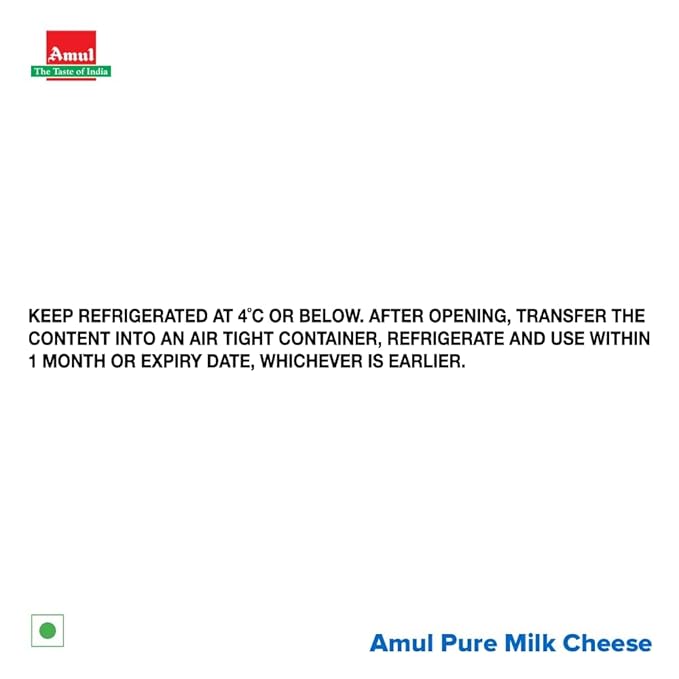 Amul
The Taste of India
KEEP REFRIGERATED AT 4°C OR BELOW. AFTER OPENING, TRANSFER THE
CONTENT INTO AN AIR TIGHT CONTAINER, REFRIGERATE AND USE WITHIN
1 MONTH OR EXPIRY DATE, WHICHEVER IS EARLIER.
Amul Pure Milk Cheese